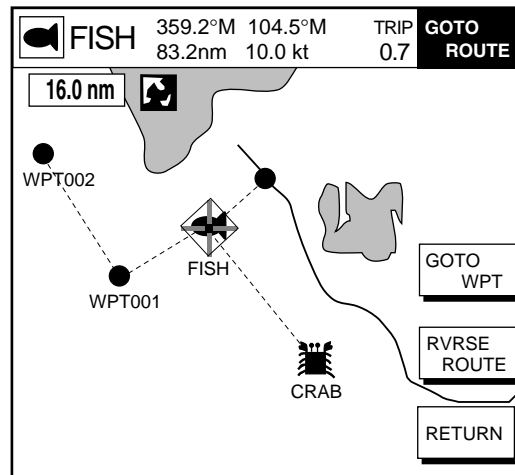 FISH 359.2°M 104.5°M TRIP
83.2nm 10.0 kt 0.7
GOTO
ROUTE
16.0 nm
WPT002
FISH
WPT001
CRAB
GOTO
WPT
RVRSE
ROUTE
RETURN